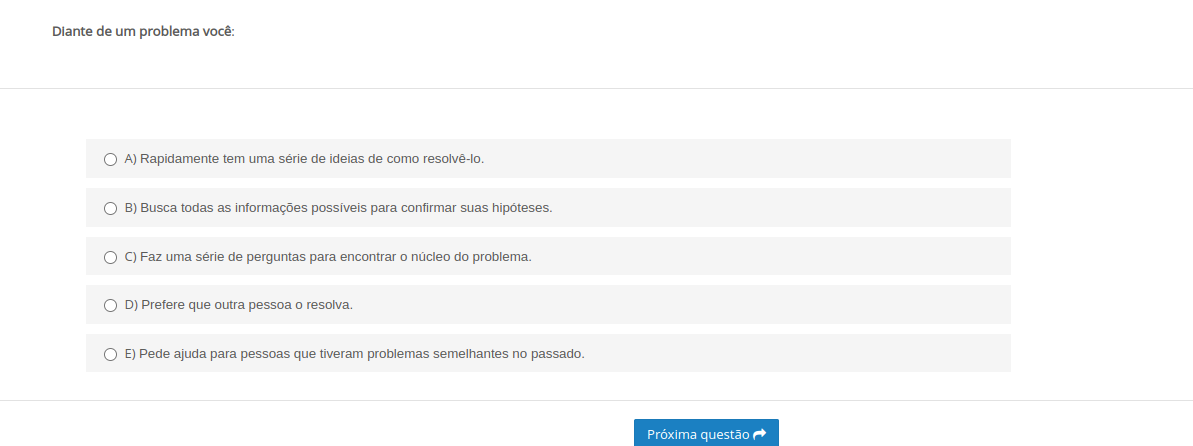 Diante de um problema você:
A) Rapidamente tem uma série de ideias de como resolvê-lo.
B) Busca todas as informações possíveis para confirmar suas hipóteses.
C) Faz uma série de perguntas para encontrar o núcleo do problema.
D) Prefere que outra pessoa o resolva.
E) Pede ajuda para pessoas que tiveram problemas semelhantes no passado.
Próxima questão